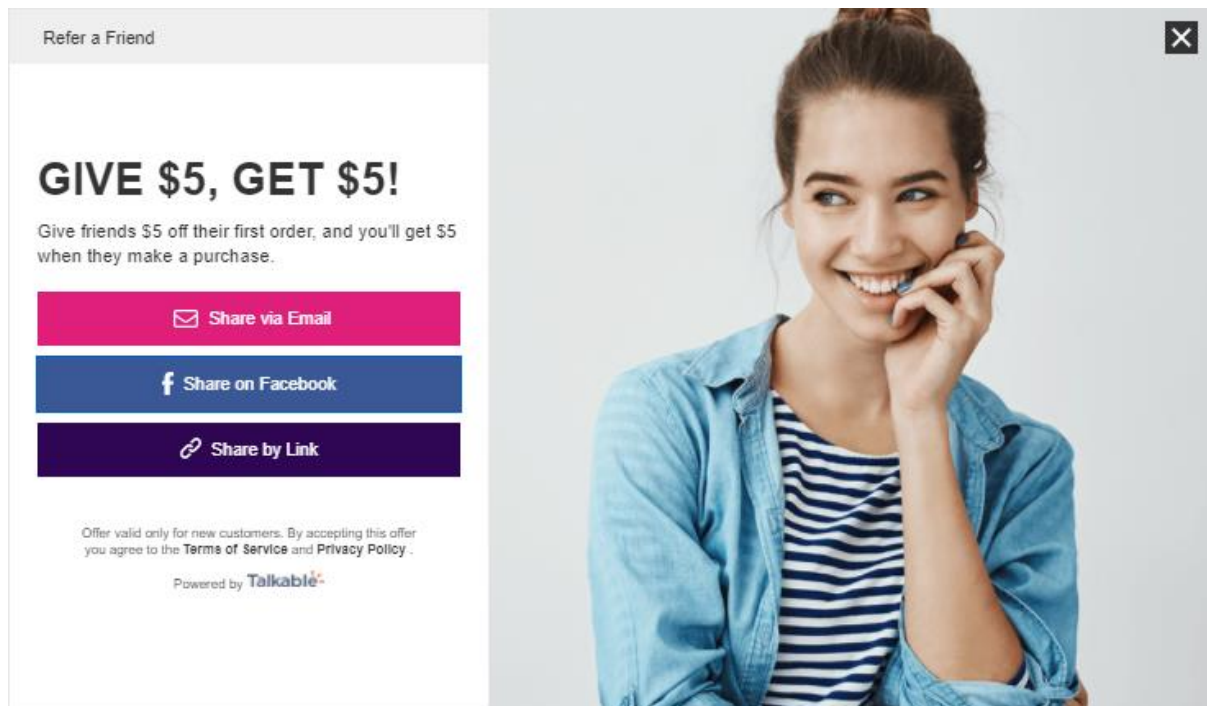 Refer a Friend
GIVE $5, GET $5!
Give friends $5 off their first order, and you'll get $5
when they make a purchase.
Share via Email
Share on Facebook
Share by Link
Offer valid only for new customers. By accepting this offer
you agree to the Terms of Service and Privacy Policy .
Powered by Talkable